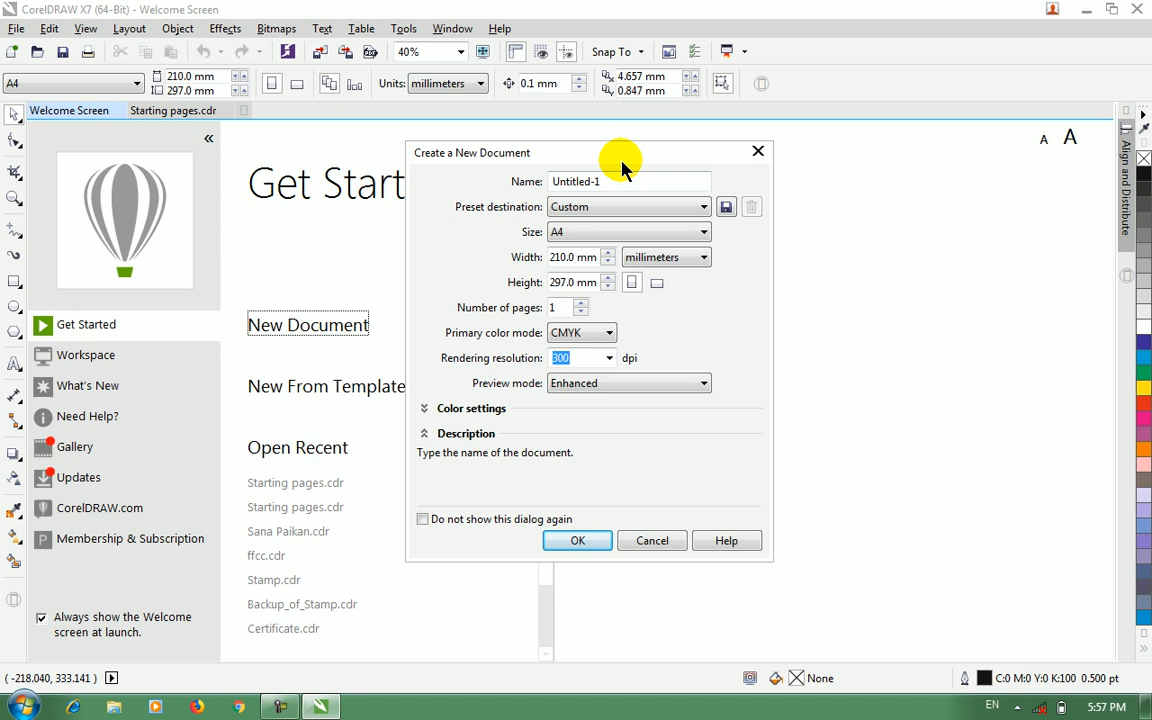 CorelDRAW X7 (64-Bit) - Welcome Screen
File Edit View Layout Object Effects Bitmaps Text Table Tools Window Help
40% Snap To
A4 210.0 mm 297.0 mm Units: millimeters 0.1 mm 4.657 mm 0.847 mm
Welcome Screen Starting pages.cdr
Get Start
A A
Align and Distribute
Get Started
Workspace
What's New
Need Help?
Gallery
Updates
CorelDRAW.com
Membership & Subscription
Always show the Welcome
screen at launch.
New Document
New From Template
Open Recent
Starting pages.cdr
Starting pages.cdr
Sana Paikan.cdr
ffcc.cdr
Stamp.cdr
Backup_of_Stamp.cdr
Certificate.cdr
Create a New Document
Name: Untitled-1
Preset destination: Custom
Size: A4
Width: 210.0 mm millimeters
Height: 297.0 mm
Number of pages: 1
Primary color mode: CMYK
Rendering resolution: 300 dpi
Preview mode: Enhanced
Color settings
Description
Type the name of the document.
Do not show this dialog again
OK Cancel Help
( -218.040, 333.141 ) None C:0 M:0 Y:0 K:100 0.500 pt
EN 5:57 PM